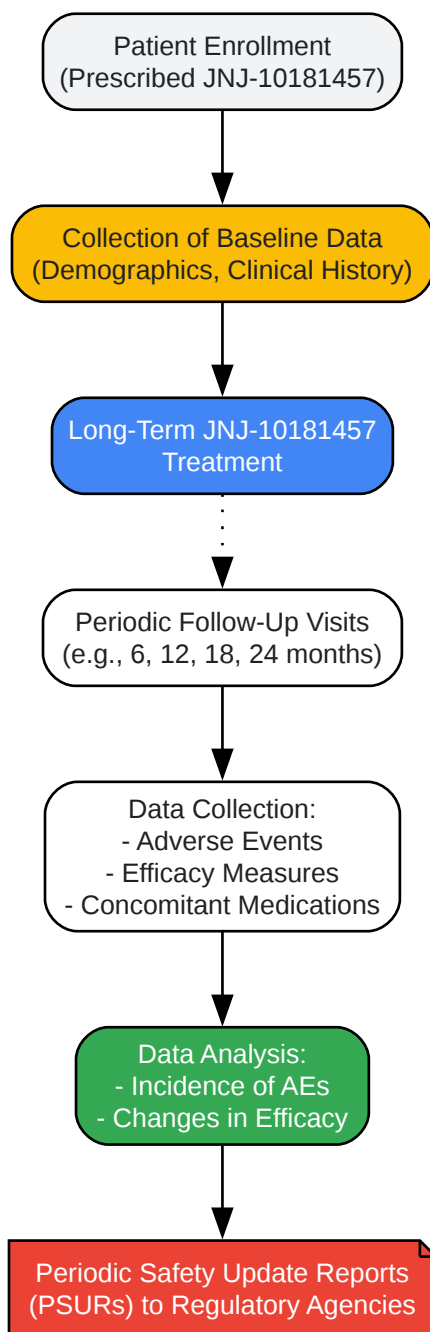 Patient Enrollment
(Prescribed JNJ-10181457)
Collection of Baseline Data
(Demographics, Clinical History)
Long-Term JNJ-10181457
Treatment
Periodic Follow-Up Visits
(e.g., 6, 12, 18, 24 months)
Data Collection:
- Adverse Events
- Efficacy Measures
- Concomitant Medications
Data Analysis:
- Incidence of AEs
- Changes in Efficacy
Periodic Safety Update Reports
(PSURs) to Regulatory Agencies